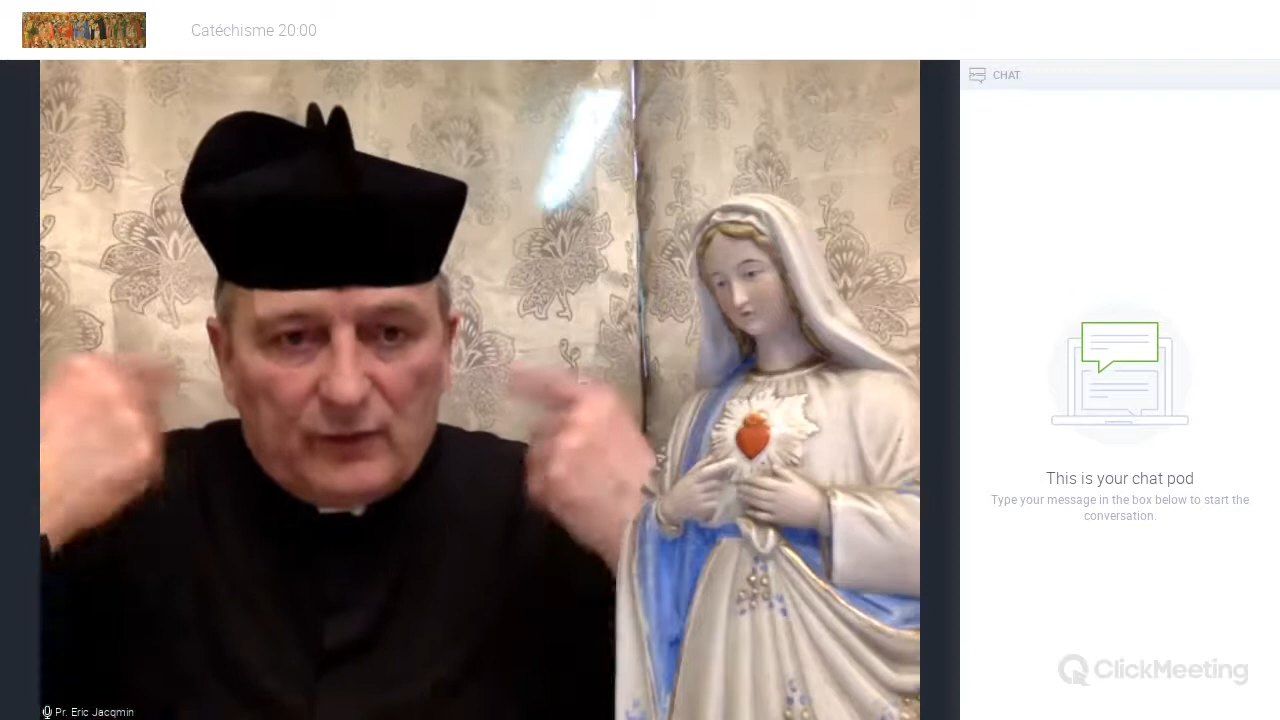 Catéchisme 20:00
CHAT
This is your chat pod
Type your message in the box below to start the
conversation.
ClickMeeting
Pr. Eric Jacqmin